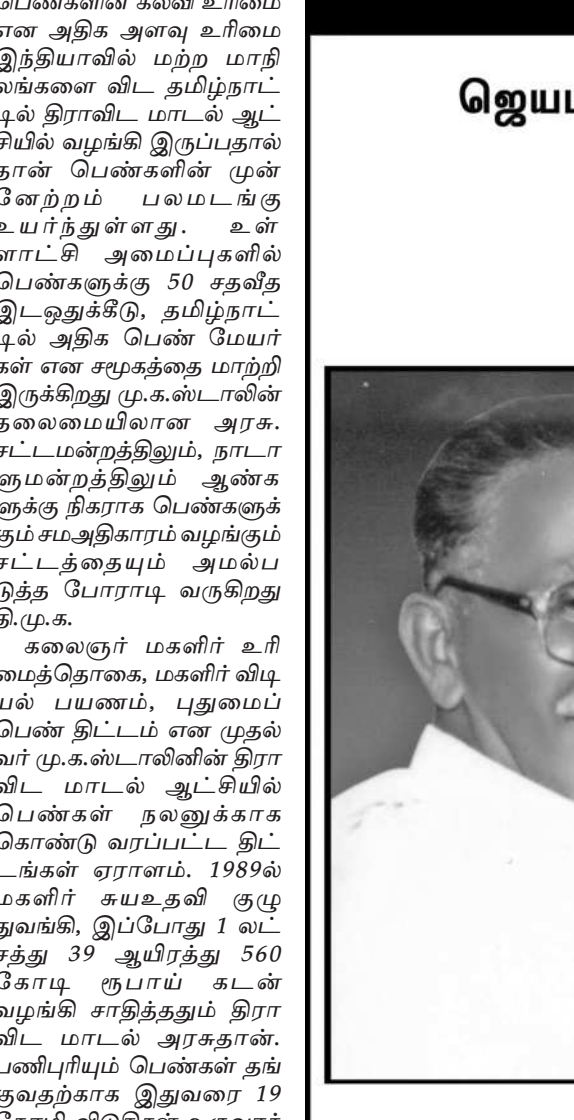 பெண்களின் கல்வி உரிமை
என அதிக அளவு உரிமை
இந்தியாவில் மற்ற மாநி
லங்களை விட தமிழ்நாட்
டில் திராவிட மாடல் ஆட்
சியில் வழங்கி இருப்பதால்
தான் பெண்களின் முன்
னேற்றம் பலமடங்கு
உயர்ந்துள்ளது. உள்
ளாட்சி அமைப்புகளில்
பெண்களுக்கு 50 சதவீத
இடஒதுக்கீடு, தமிழ்நாட்
டில் அதிக பெண் மேயர்
கள் என சமூகத்தை மாற்றி
இருக்கிறது மு.க.ஸ்டாலின்
தலைமையிலான அரசு.
சட்டமன்றத்திலும், நாடா
ளுமன்றத்திலும் ஆண்க
ளுக்கு நிகராக பெண்களுக்
கும் சமஅதிகாரம் வழங்கும்
சட்டத்தையும் அமல்ப
டுத்த போராடி வருகிறது
தி.மு.க.
கலைஞர் மகளிர் உரி
மைத்தொகை, மகளிர் விடி
யல் பயணம், புதுமைப்
பெண் திட்டம் என முதல்
வர் மு.க.ஸ்டாலினின் திரா
விட மாடல் ஆட்சியில்
பெண்கள் நலனுக்காக
கொண்டு வரப்பட்ட திட்
டங்கள் ஏராளம். 1989ல்
மகளிர் சுயஉதவி குழு
துவங்கி, இப்போது 1 லட்
சத்து 39 ஆயிரத்து 560
கோடி ரூபாய் கடன்
வழங்கி சாதித்ததும் திரா
விட மாடல் அரசுதான்.
பணிபுரியும் பெண்கள் தங்
குவதற்காக இதுவரை 19
ஜெய